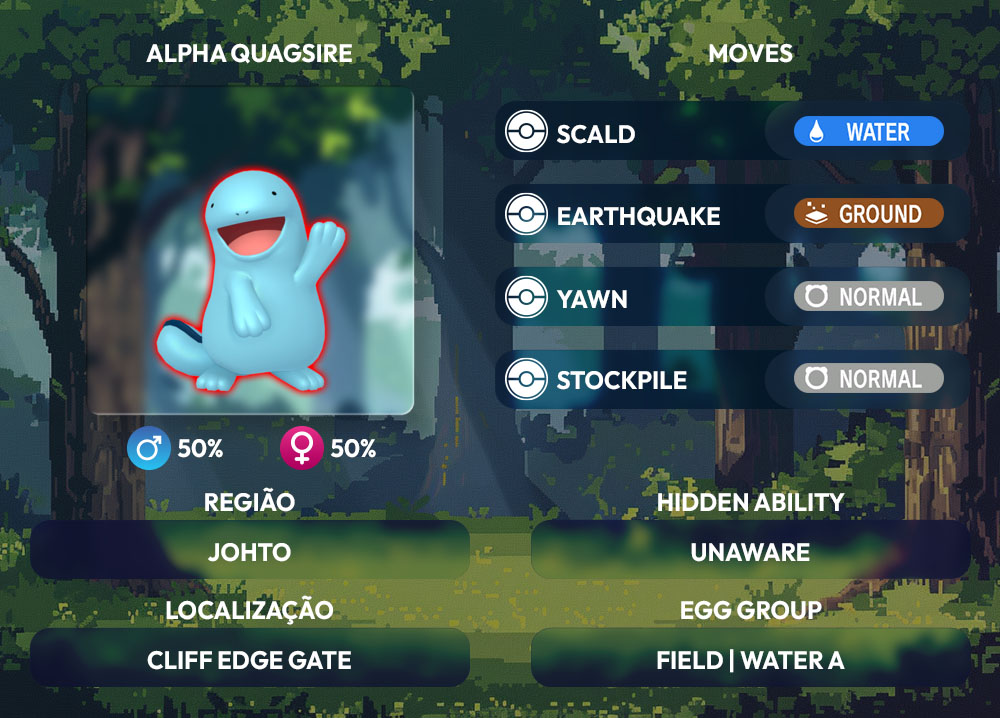 ALPHA QUAGSIRE
50%
50%
REGIÃO
JOHTO
LOCALIZAÇÃO
CLIFF EDGE GATE
MOVES
SCALD
WATER
EARTHQUAKE
GROUND
YAWN
NORMAL
STOCKPILE
NORMAL
HIDDEN ABILITY
UNAWARE
EGG GROUP
FIELD | WATER A